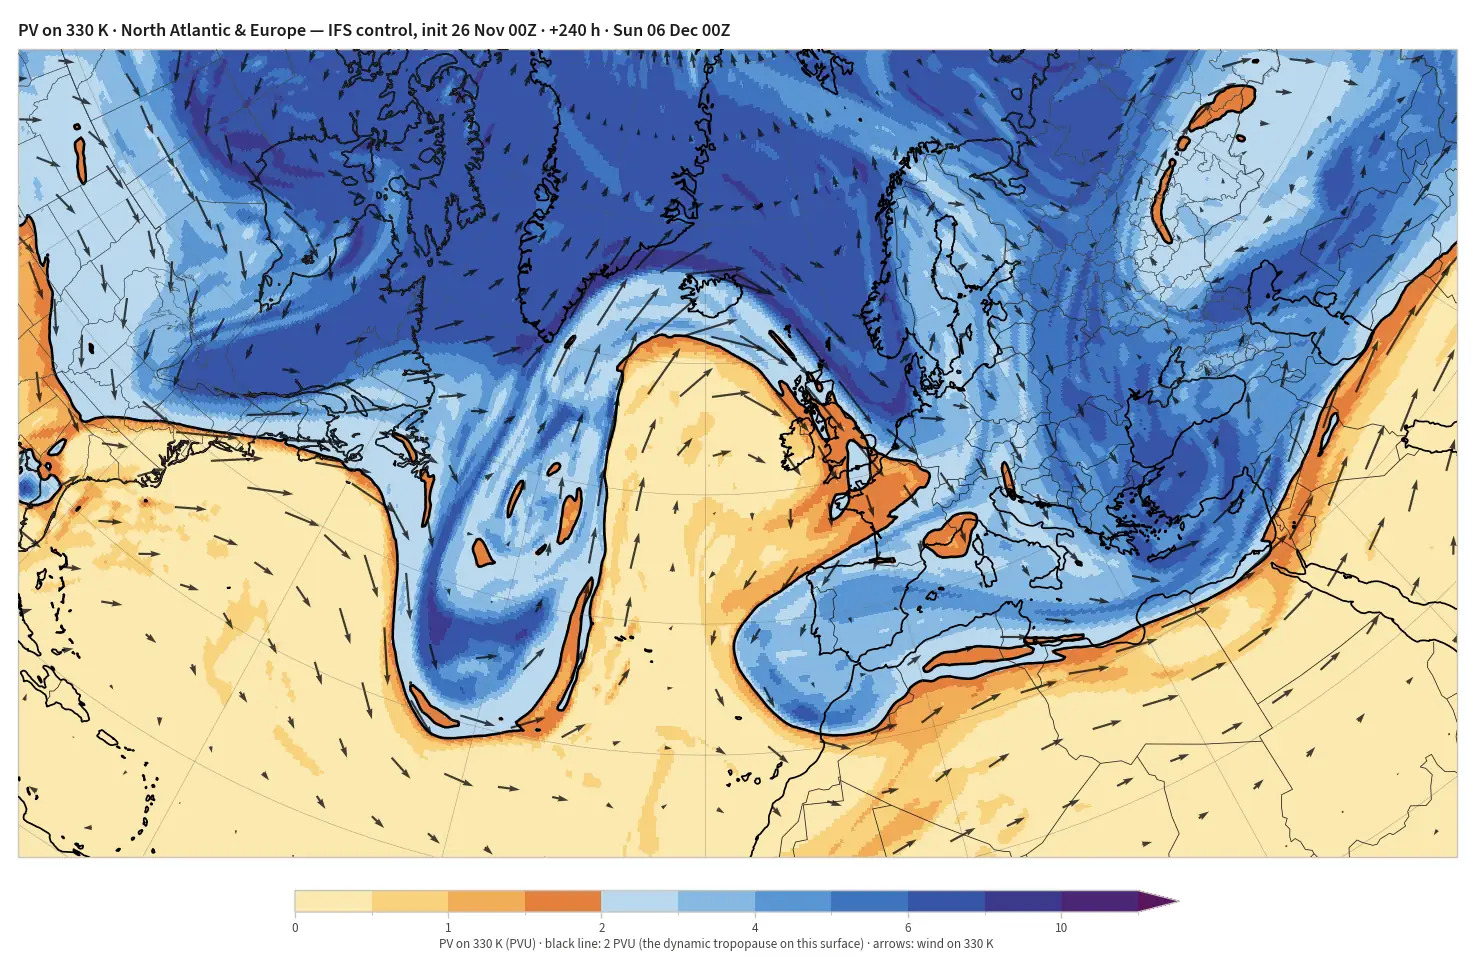 PV on 330 K · North Atlantic & Europe — IFS control, init 26 Nov 00Z · +240 h · Sun 06 Dec 00Z
0 1 2 4 6 10
PV on 330 K (PVU) · black line: 2 PVU (the dynamic tropopause on this surface) · arrows: wind on 330 K